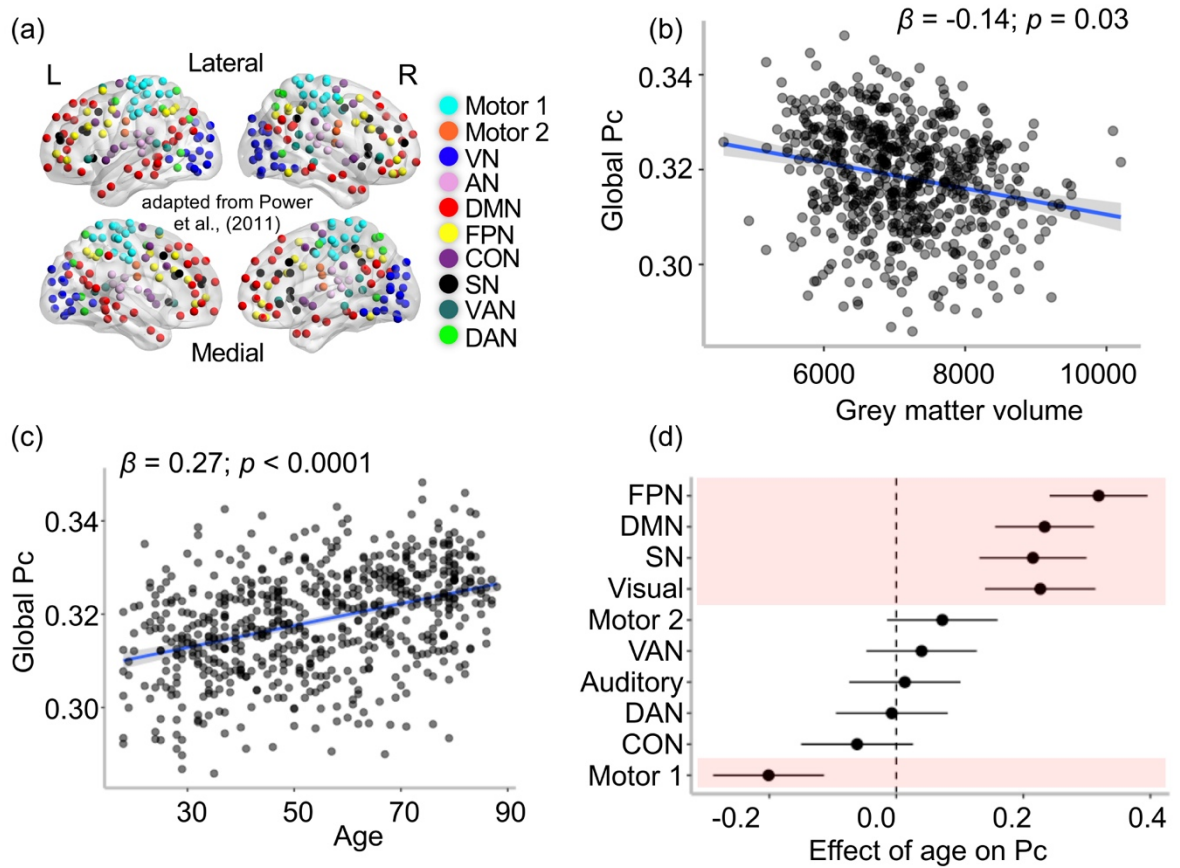 (a)
L
Lateral
R
adapted from Power
et al., (2011)
Medial
Motor 1
Motor 2
VN
AN
DMN
FPN
CON
SN
VAN
DAN
(b)
β = -0.14; p = 0.03
Global Pc
0.34
0.32
0.30
6000 8000 10000
Grey matter volume
(c)
β = 0.27; p < 0.0001
Global Pc
0.34
0.32
0.30
30 50 70 90
Age
(d)
FPN
DMN
SN
Visual
Motor 2
VAN
Auditory
DAN
CON
Motor 1
-0.2 0.0 0.2 0.4
Effect of age on Pc